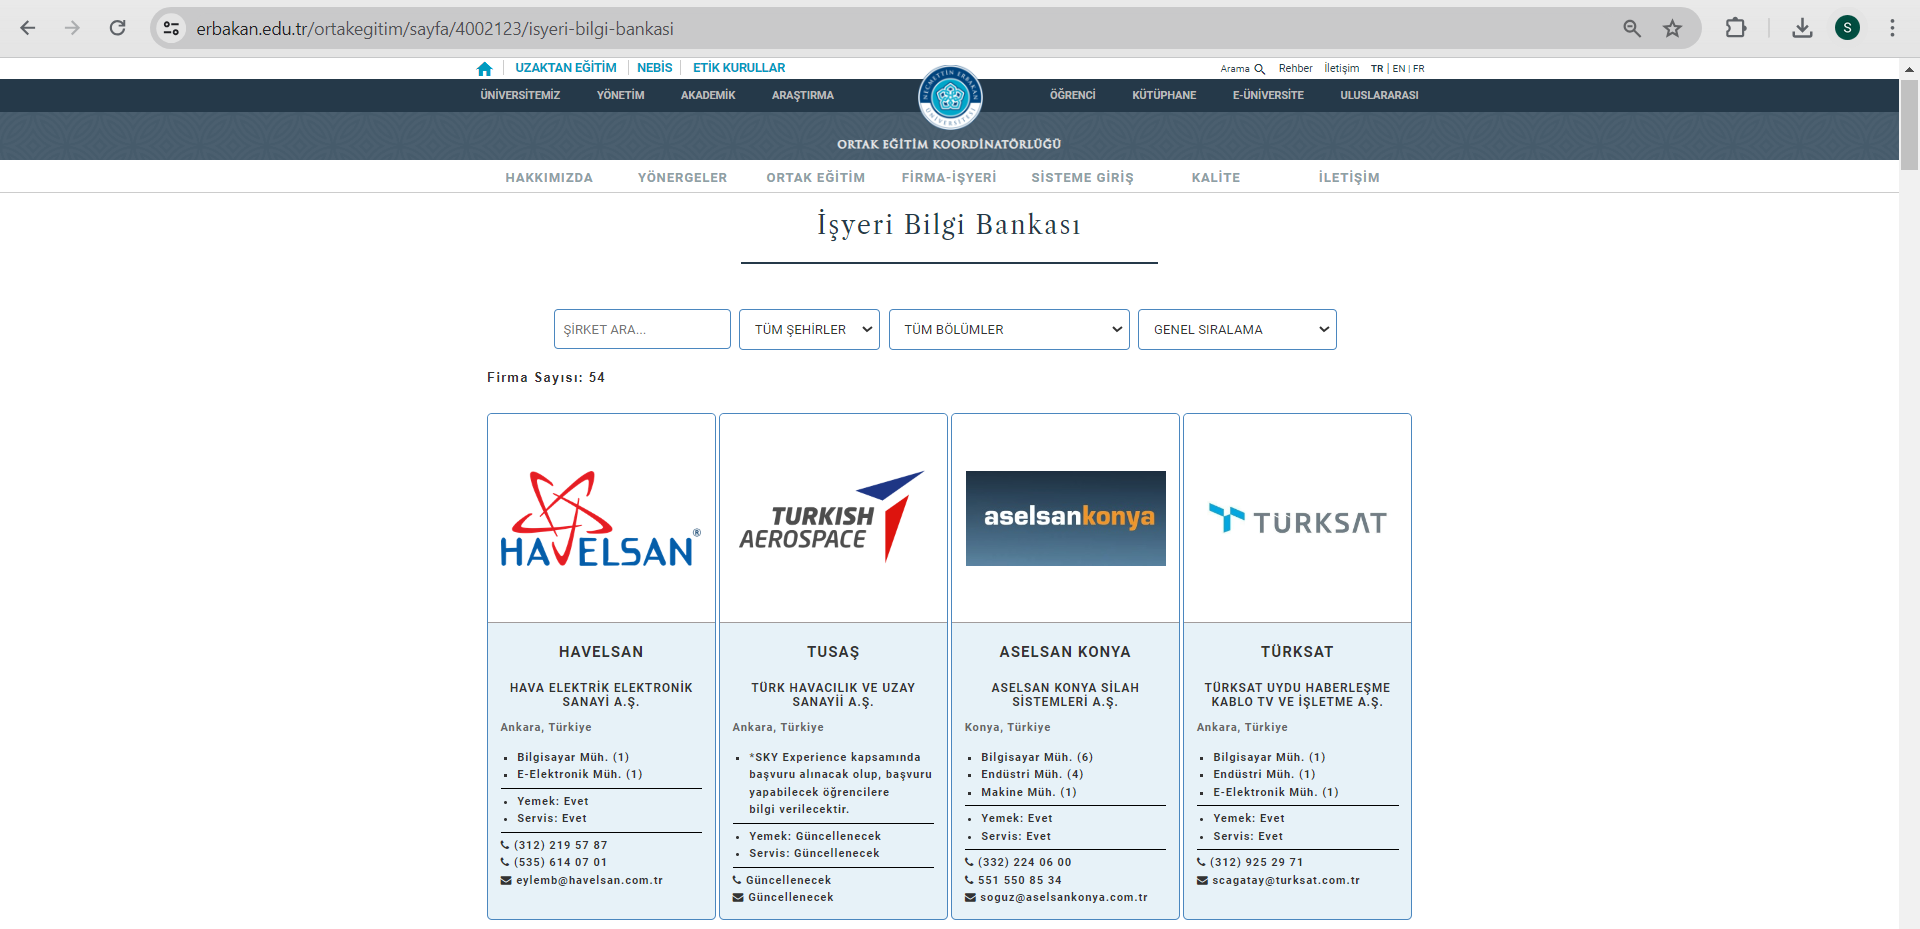 erbakan.edu.tr/ortakegitim/sayfa/4002123/isyeri-bilgi-bankasi
S
UZAKTAN EĞİTİM NEBİS ETİK KURULLAR
Arama Rehber İletişim TR | EN | FR
ÜNİVERSİTEMİZ YÖNETİM AKADEMİK ARAŞTIRMA
ÖĞRENCİ KÜTÜPHANE E-ÜNİVERSİTE ULUSLARARASI
NECMETTİN ERBAKAN ÜNİVERSİTESİ
ORTAK EĞİTİM KOORDİNATÖRLÜĞÜ
HAKKIMIZDA YÖNERGELER ORTAK EĞİTİM FİRMA-İŞYERİ SİSTEME GİRİŞ KALİTE İLETİŞİM
İşyeri Bilgi Bankası
ŞİRKET ARA... TÜM ŞEHİRLER TÜM BÖLÜMLER GENEL SIRALAMA
Firma Sayısı: 54
HAVELSAN®
HAVELSAN
HAVA ELEKTRİK ELEKTRONİK
SANAYİ A.Ş.
Ankara, Türkiye
Bilgisayar Müh. (1)
E-Elektronik Müh. (1)
Yemek: Evet
Servis: Evet
(312) 219 57 87
(535) 614 07 01
eylemb@havelsan.com.tr
TURKISH
AEROSPACE
TUSAŞ
TÜRK HAVACILIK VE UZAY
SANAYİİ A.Ş.
Ankara, Türkiye
*SKY Experience kapsamında
başvuru alınacak olup, başvuru
yapabilecek öğrencilere
bilgi verilecektir.
Yemek: Güncellenecek
Servis: Güncellenecek
Güncellenecek
Güncellenecek
aselsankonya
ASELSAN KONYA
ASELSAN KONYA SİLAH
SİSTEMLERİ A.Ş.
Konya, Türkiye
Bilgisayar Müh. (6)
Endüstri Müh. (4)
Makine Müh. (1)
Yemek: Evet
Servis: Evet
(332) 224 06 00
551 550 85 34
soguz@aselsankonya.com.tr
TÜRKSAT
TÜRKSAT
TÜRKSAT UYDU HABERLEŞME
KABLO TV VE İŞLETME A.Ş.
Ankara, Türkiye
Bilgisayar Müh. (1)
Endüstri Müh. (1)
E-Elektronik Müh. (1)
Yemek: Evet
Servis: Evet
(312) 925 29 71
scagatay@turksat.com.tr